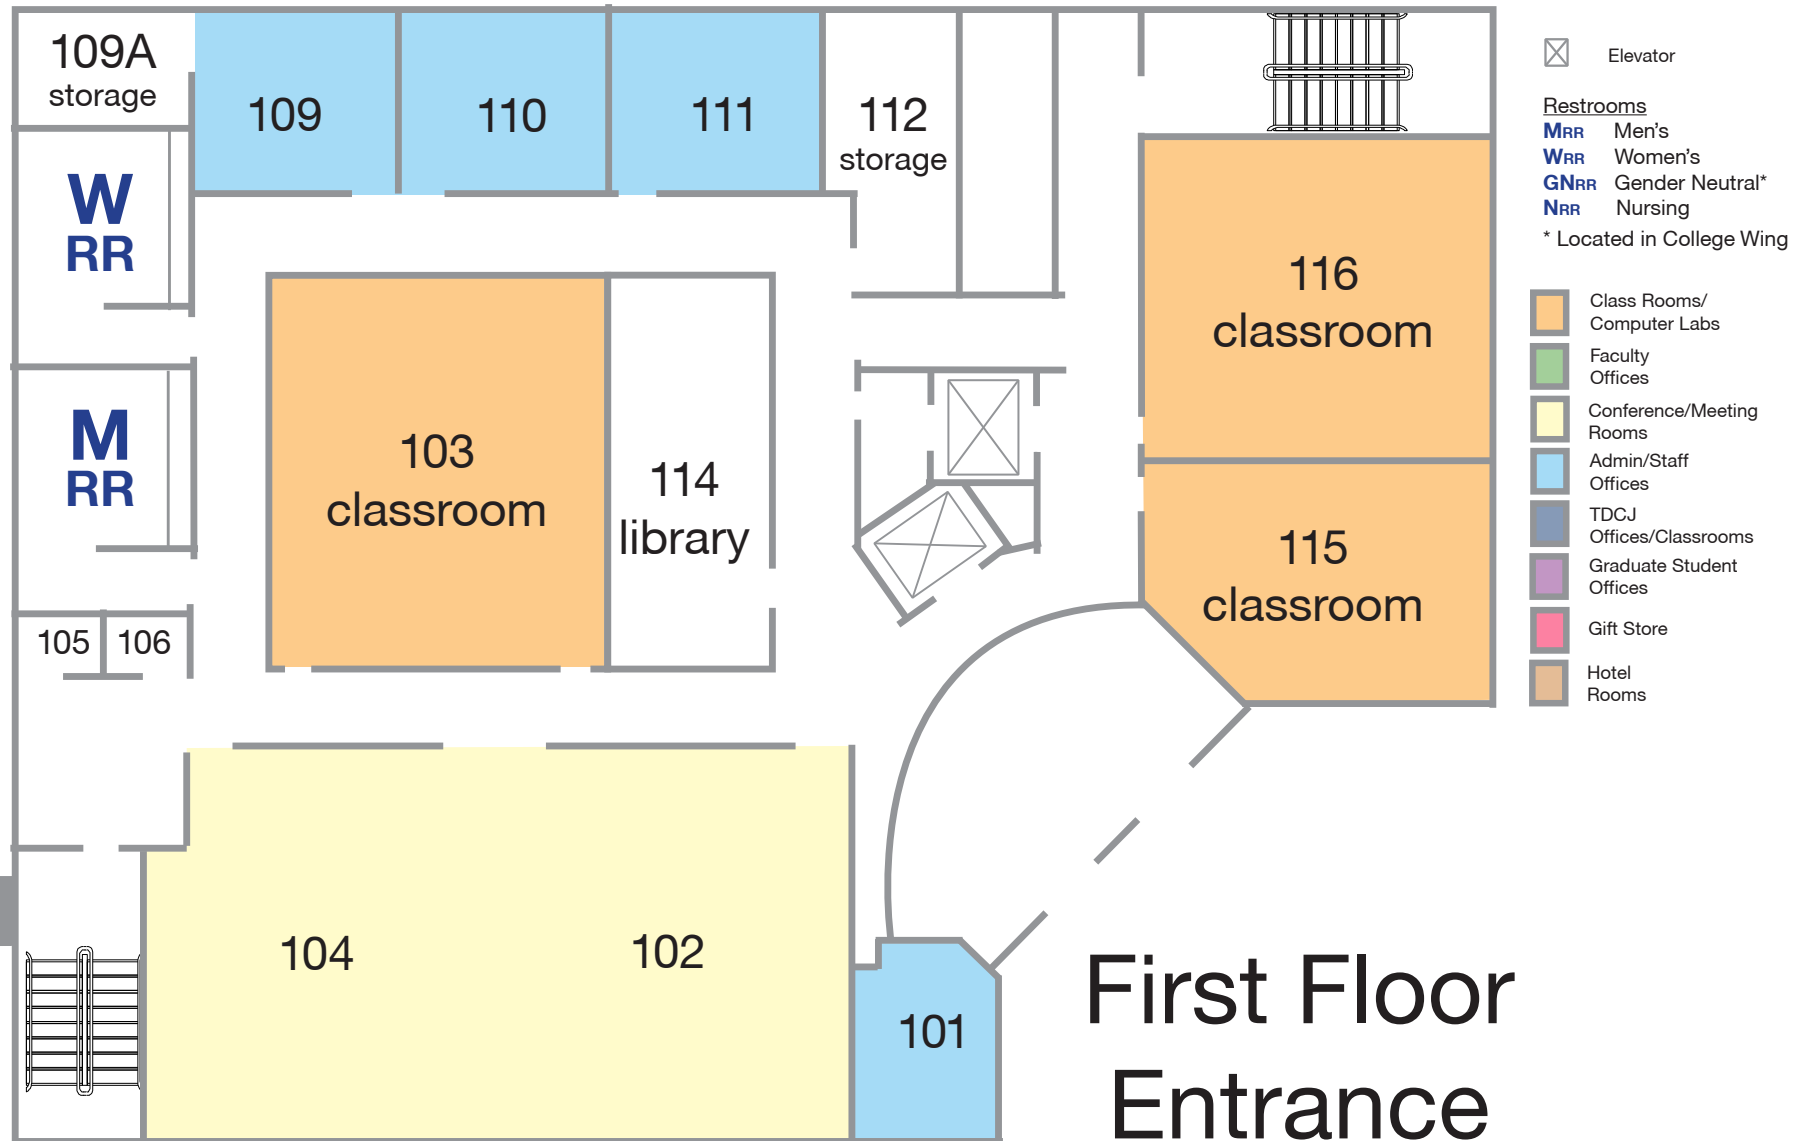 109A
storage
109
110
111
112
storage
W
RR
M
RR
103
classroom
114
library
116
classroom
115
classroom
105
106
104
102
101
First Floor
Entrance
Elevator
Restrooms
MRR Men's
WRR Women's
GNRR Gender Neutral*
NRR Nursing
* Located in College Wing
Class Rooms/
Computer Labs
Faculty
Offices
Conference/Meeting
Rooms
Admin/Staff
Offices
TDCJ
Offices/Classrooms
Graduate Student
Offices
Gift Store
Hotel
Rooms